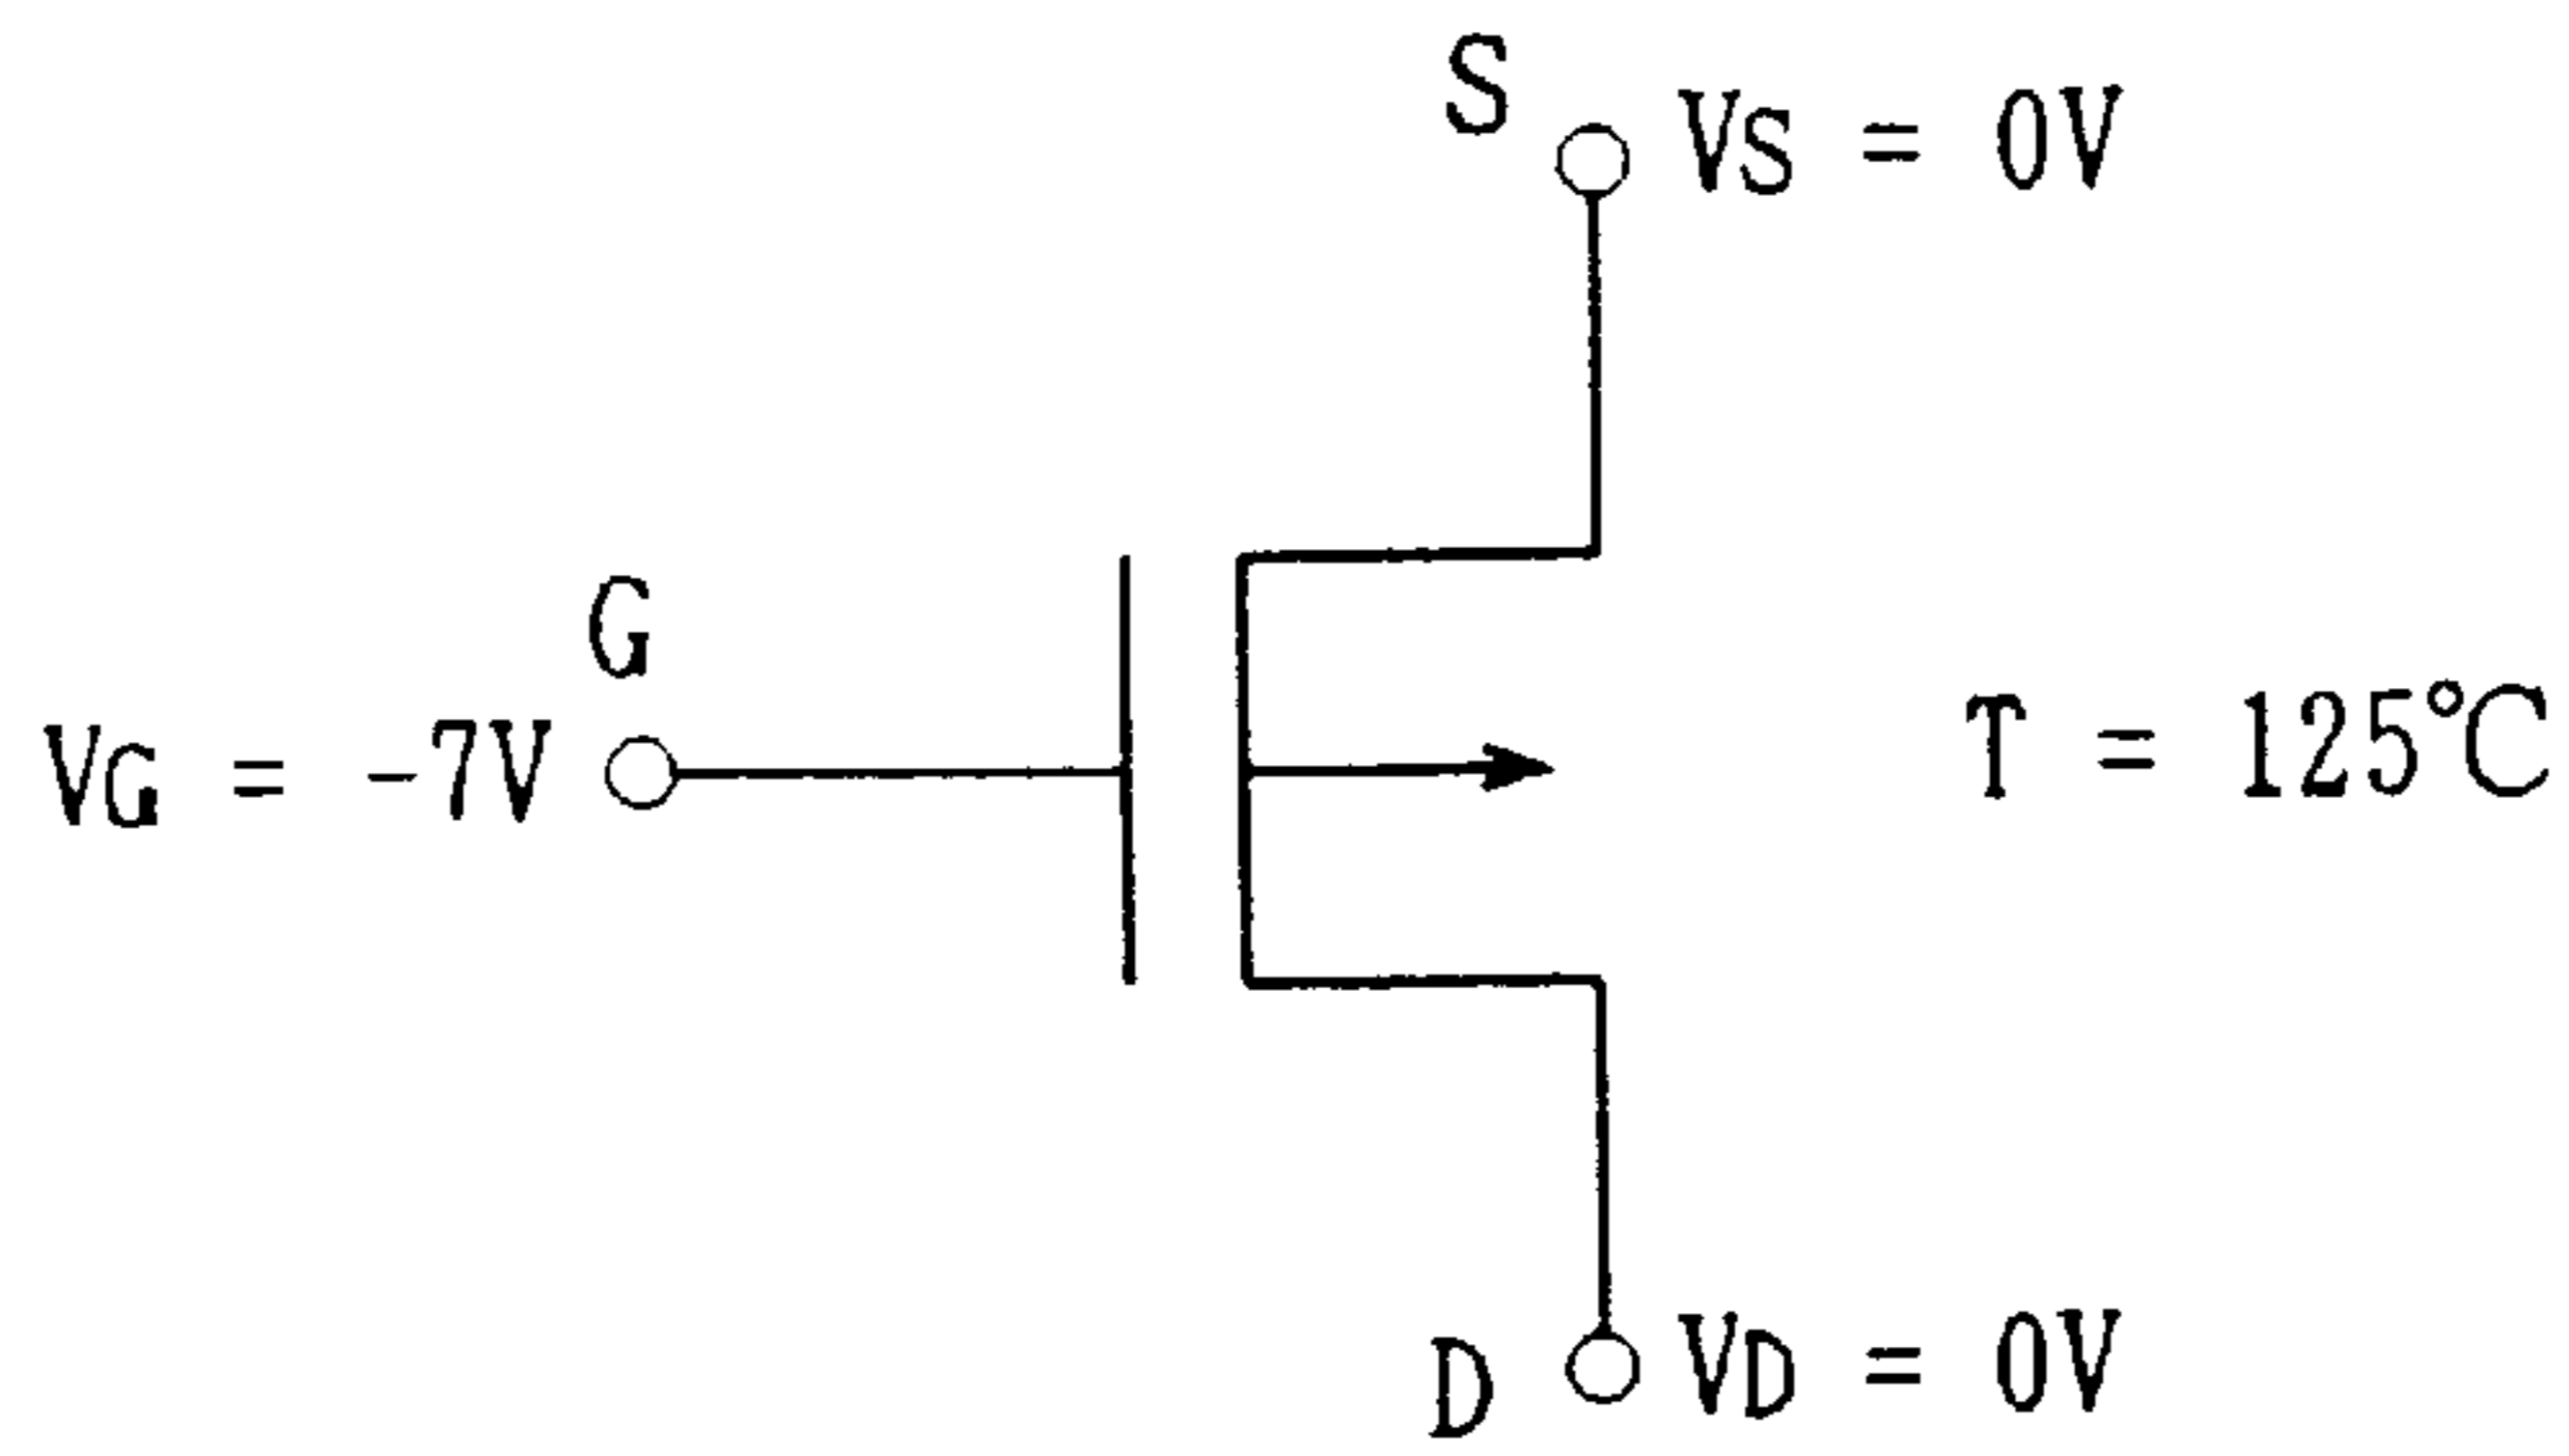 S
VS = 0V
G
VG = -7V
T = 125℃
D
VD = 0V